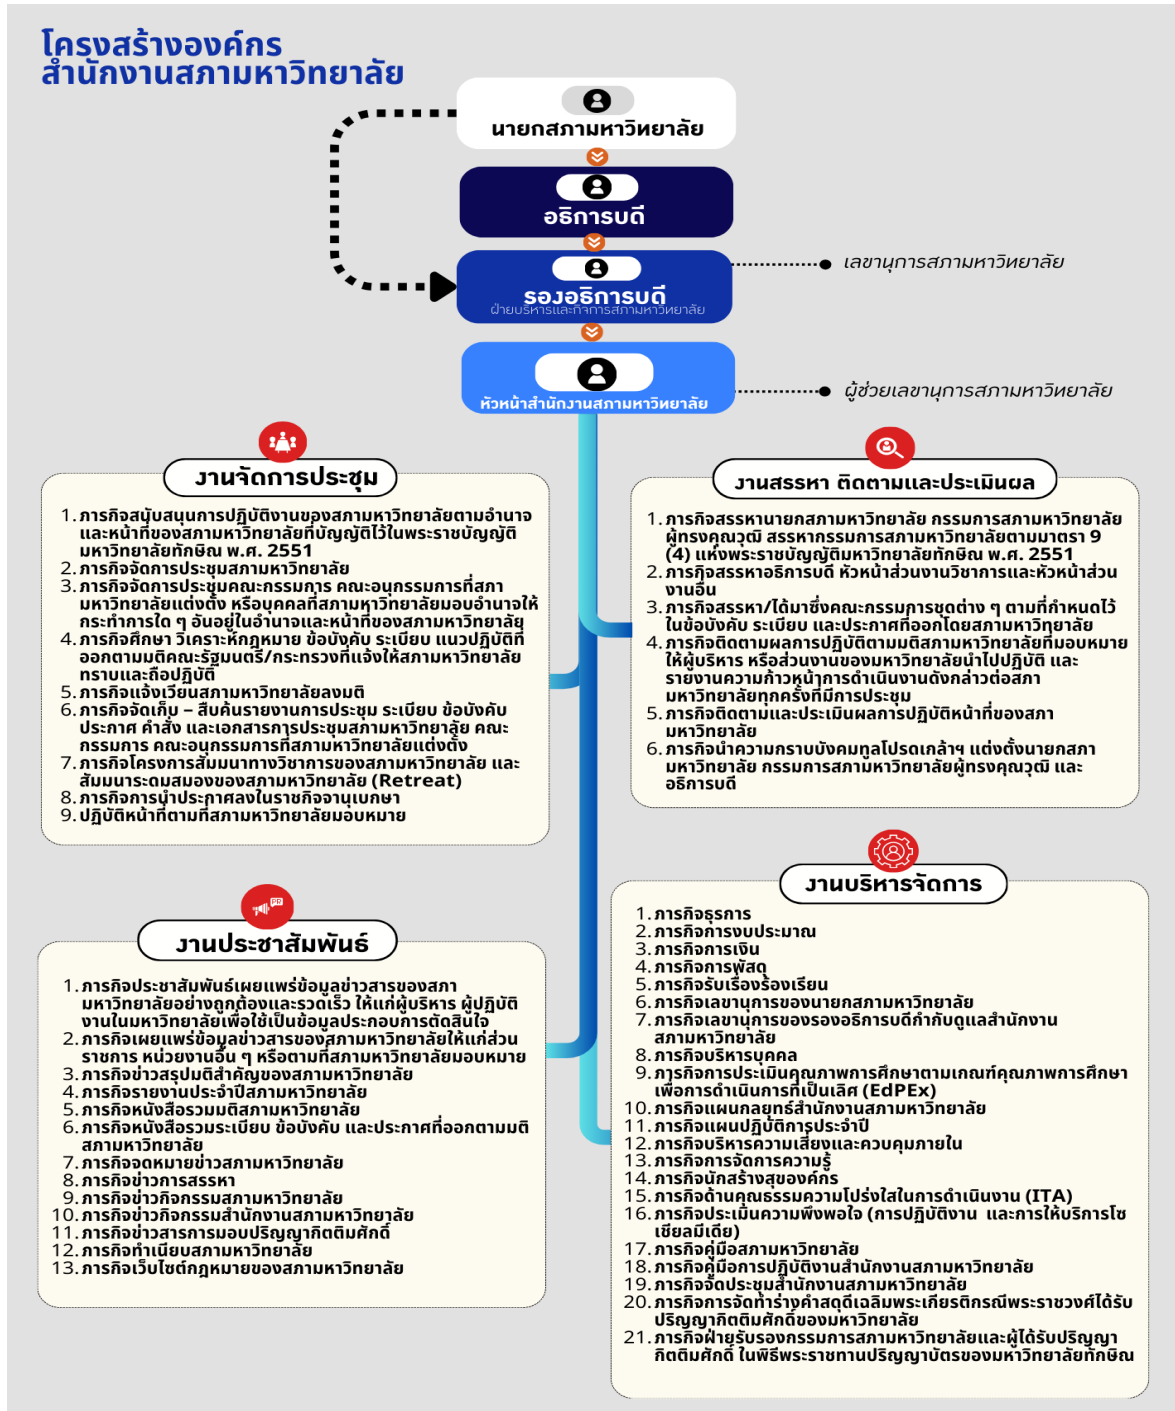 โครงสร้างองค์กร
สำนักงานสภามหาวิทยาลัย
นายกสภามหาวิทยาลัย
อธิการบดี
รองอธิการบดี
ฝ่ายบริหารและกิจการสภามหาวิทยาลัย
เลขานุการสภามหาวิทยาลัย
หัวหน้าสำนักงานสภามหาวิทยาลัย
ผู้ช่วยเลขานุการสภามหาวิทยาลัย
งานจัดการประชุม
1. ภารกิจสนับสนุนการปฏิบัติงานของสภามหาวิทยาลัยตามอำนาจ
และหน้าที่ของสภามหาวิทยาลัยที่บัญญัติไว้ในพระราชบัญญัติ
มหาวิทยาลัยทักษิณ พ.ศ. 2551
2. ภารกิจจัดการประชุมสภามหาวิทยาลัย
3. ภารกิจจัดการประชุมคณะกรรมการ คณะอนุกรรมการที่สภา
มหาวิทยาลัยแต่งตั้ง หรือบุคคลที่สภามหาวิทยาลัยมอบอำนาจให้
กระทำการใด ๆ อันอยู่ในอำนาจและหน้าที่ของสภามหาวิทยาลัย
4. ภารกิจศึกษา วิเคราะห์กฎหมาย ข้อบังคับ ระเบียบ แนวปฏิบัติที่
ออกตามมติคณะรัฐมนตรี/กระทรวงที่แจ้งให้สภามหาวิทยาลัย
ทราบและถือปฏิบัติ
5. ภารกิจแจ้งเวียนสภามหาวิทยาลัยลงมติ
6. ภารกิจจัดเก็บ – สืบค้นรายงานการประชุม ระเบียบ ข้อบังคับ
ประกาศ คำสั่ง และเอกสารการประชุมสภามหาวิทยาลัย คณะ
กรรมการ คณะอนุกรรมการที่สภามหาวิทยาลัยแต่งตั้ง
7. ภารกิจโครงการสัมมนาทางวิชาการของสภามหาวิทยาลัย และ
สัมมนาระดมสมองของสภามหาวิทยาลัย (Retreat)
8. ภารกิจการนำประกาศลงในราชกิจจานุเบกษา
9. ปฏิบัติหน้าที่ตามที่สภามหาวิทยาลัยมอบหมาย
งานสรรหา ติดตามและประเมินผล
1. ภารกิจสรรหานายกสภามหาวิทยาลัย กรรมการสภามหาวิทยาลัย
ผู้ทรงคุณวุฒิ สรรหากรรมการสภามหาวิทยาลัยตามมาตรา 9
(4) แห่งพระราชบัญญัติมหาวิทยาลัยทักษิณ พ.ศ. 2551
2. ภารกิจสรรหาอธิการบดี หัวหน้าส่วนงานวิชาการและหัวหน้าส่วน
งานอื่น
3. ภารกิจสรรหา/ได้มาซึ่งคณะกรรมการชุดต่าง ๆ ตามที่กำหนดไว้
ในข้อบังคับ ระเบียบ และประกาศที่ออกโดยสภามหาวิทยาลัย
4. ภารกิจติดตามผลการปฏิบัติตามมติสภามหาวิทยาลัยที่มอบหมาย
ให้ผู้บริหาร หรือส่วนงานของมหาวิทยาลัยนำไปปฏิบัติ และ
รายงานความก้าวหน้าการดำเนินงานดังกล่าวต่อสภา
มหาวิทยาลัยทุกครั้งที่มีการประชุม
5. ภารกิจติดตามและประเมินผลการปฏิบัติหน้าที่ของสภา
มหาวิทยาลัย
6. ภารกิจนำความกราบบังคมทูลโปรดเกล้าฯ แต่งตั้งนายกสภา
มหาวิทยาลัย กรรมการสภามหาวิทยาลัยผู้ทรงคุณวุฒิ และ
อธิการบดี
PR
งานประชาสัมพันธ์
1. ภารกิจประชาสัมพันธ์เผยแพร่ข้อมูลข่าวสารของสภา
มหาวิทยาลัยอย่างถูกต้องและรวดเร็ว ให้แก่ผู้บริหาร ผู้ปฏิบัติ
งานในมหาวิทยาลัยเพื่อใช้เป็นข้อมูลประกอบการตัดสินใจ
2. ภารกิจเผยแพร่ข้อมูลข่าวสารของสภามหาวิทยาลัยให้แก่ส่วน
ราชการ หน่วยงานอื่น ๆ หรือตามที่สภามหาวิทยาลัยมอบหมาย
3. ภารกิจข่าวสรุปมติสำคัญของสภามหาวิทยาลัย
4. ภารกิจรายงานประจำปีสภามหาวิทยาลัย
5. ภารกิจหนังสือรวมมติสภามหาวิทยาลัย
6. ภารกิจหนังสือรวมระเบียบ ข้อบังคับ และประกาศที่ออกตามมติ
สภามหาวิทยาลัย
7. ภารกิจจดหมายข่าวสภามหาวิทยาลัย
8. ภารกิจข่าวการสรรหา
9. ภารกิจข่าวกิจกรรมสภามหาวิทยาลัย
10. ภารกิจข่าวกิจกรรมสำนักงานสภามหาวิทยาลัย
11. ภารกิจข่าวสารการมอบปริญญากิตติมศักดิ์
12. ภารกิจทำเนียบสภามหาวิทยาลัย
13. ภารกิจเว็บไซต์กฎหมายของสภามหาวิทยาลัย
งานบริหารจัดการ
1. ภารกิจธุรการ
2. ภารกิจการงบประมาณ
3. ภารกิจการเงิน
4. ภารกิจการพัสดุ
5. ภารกิจรับเรื่องร้องเรียน
6. ภารกิจเลขานุการของนายกสภามหาวิทยาลัย
7. ภารกิจเลขานุการของรองอธิการบดีกำกับดูแลสำนักงาน
สภามหาวิทยาลัย
8. ภารกิจบริหารบุคคล
9. ภารกิจการประเมินคุณภาพการศึกษาตามเกณฑ์คุณภาพการศึกษา
เพื่อการดำเนินการที่เป็นเลิศ (EdPEx)
10. ภารกิจแผนกลยุทธ์สำนักงานสภามหาวิทยาลัย
11. ภารกิจแผนปฏิบัติการประจำปี
12. ภารกิจบริหารความเสี่ยงและควบคุมภายใน
13. ภารกิจการจัดการความรู้
14. ภารกิจนักสร้างสุของค์กร
15. ภารกิจด้านคุณธรรมความโปร่งใสในการดำเนินงาน (ITA)
16. ภารกิจประเมินความพึงพอใจ (การปฏิบัติงาน และการให้บริการโซ
เชียลมีเดีย)
17. ภารกิจคู่มือสภามหาวิทยาลัย
18. ภารกิจคู่มือการปฏิบัติงานสำนักงานสภามหาวิทยาลัย
19. ภารกิจจัดประชุมสำนักงานสภามหาวิทยาลัย
20. ภารกิจการจัดทำร่างคำสดุดีเฉลิมพระเกียรติกรณีพระราชวงศ์ได้รับ
ปริญญากิตติมศักดิ์ของมหาวิทยาลัย
21. ภารกิจฝ่ายรับรองกรรมการสภามหาวิทยาลัยและผู้ได้รับปริญญา
กิตติมศักดิ์ ในพิธีพระราชทานปริญญาบัตรของมหาวิทยาลัยทักษิณ